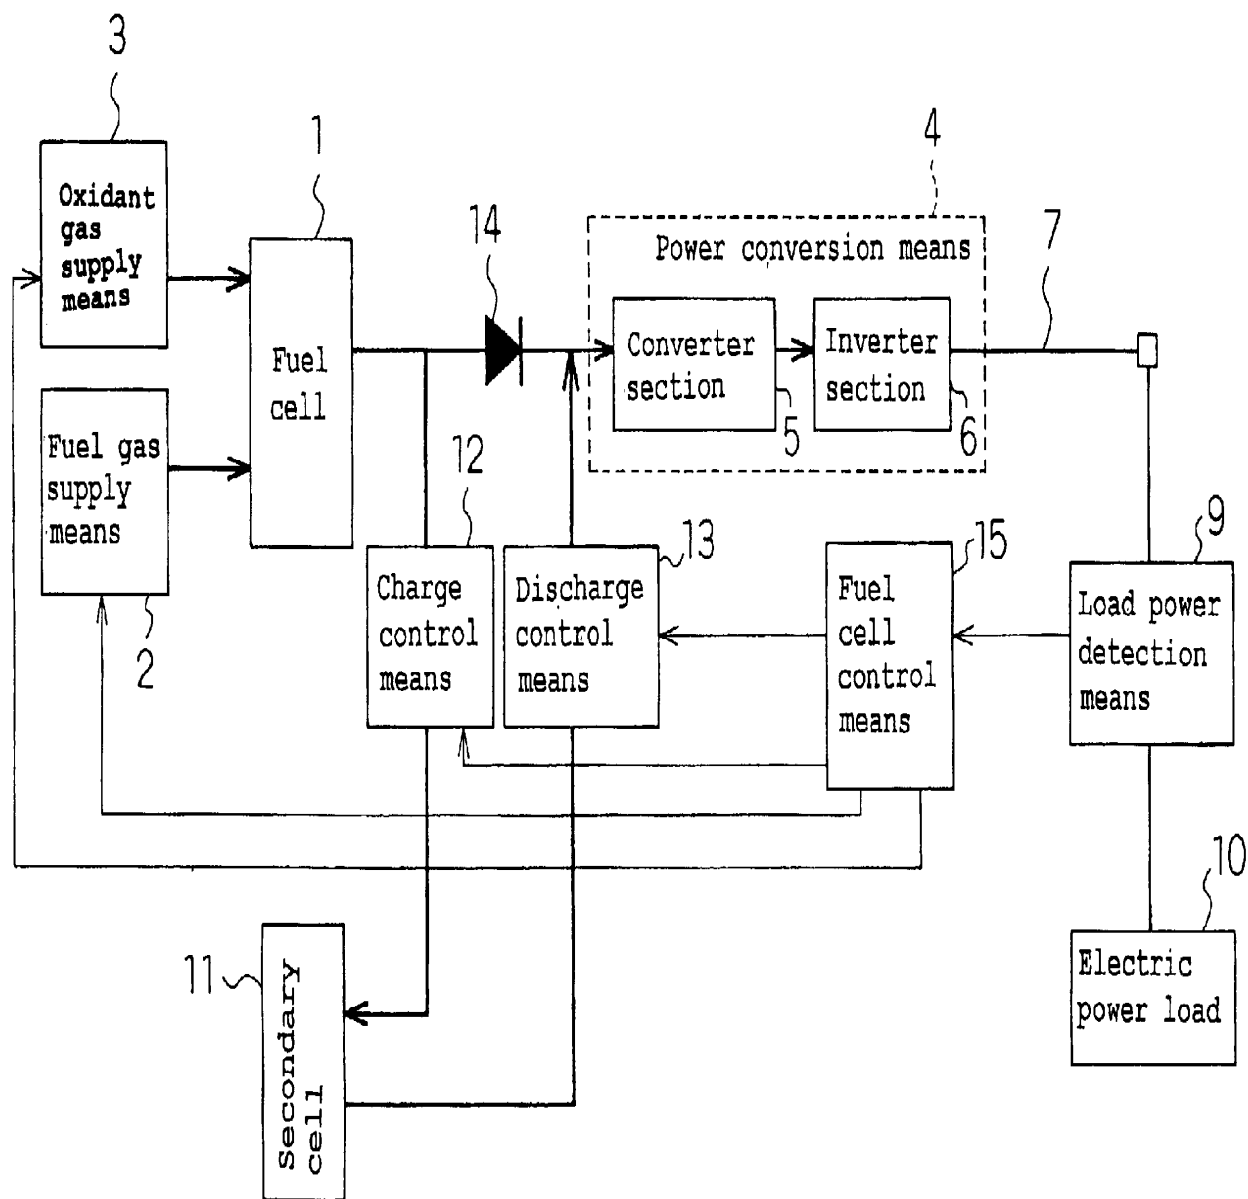 3
Oxidant
gas
supply
means
1
Fuel
cell
14
4
Power conversion means
7
Converter
section
5
Inverter
section
6
Fuel gas
supply
means
2
12
Charge
control
means
13
Discharge
control
means
15
Fuel
cell
control
means
9
Load power
detection
means
10
Electric
power load
11
Secondary
cell